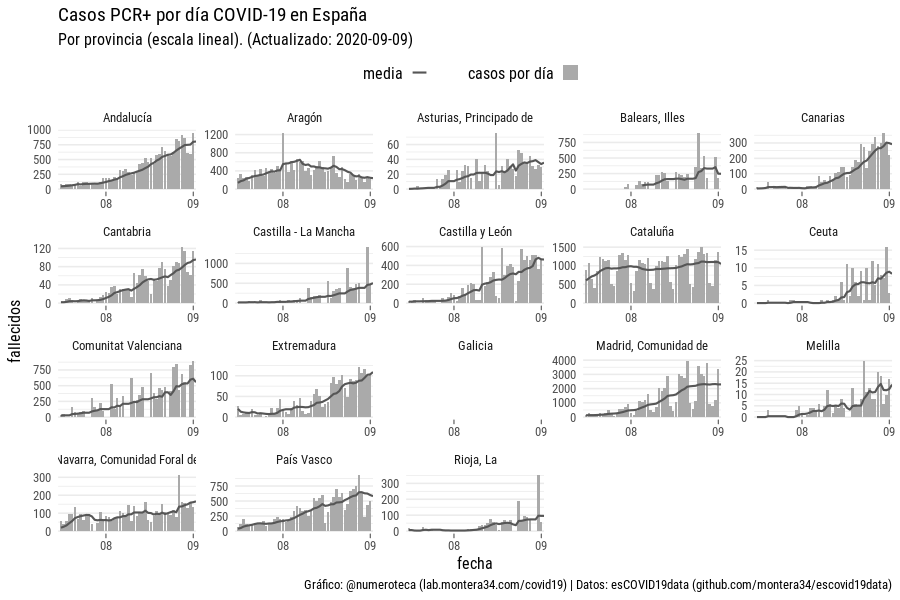 Casos PCR+ por día COVID-19 en España
Por provincia (escala lineal). (Actualizado: 2020-09-09)
media casos por día
Andalucía Aragón Asturias, Principado de Balears, Illes Canarias
1000 750 500 250 0
1200 800 400 0
60 40 20 0
750 500 250 0
300 200 100 0
08 09 08 09 08 09 08 09 08 09
Cantabria Castilla - La Mancha Castilla y León Cataluña Ceuta
120 80 40 0
1000 500 0
600 400 200 0
1500 1000 500 0
15 10 5 0
08 09 08 09 08 09 08 09 08 09
Comunitat Valenciana Extremadura Galicia Madrid, Comunidad de Melilla
750 500 250 0
100 50 0
4000 3000 2000 1000 0
25 20 15 10 5 0
08 09 08 09 08 09 08 09 08 09
Navarra, Comunidad Foral de País Vasco Rioja, La
300 200 100 0
750 500 250 0
300 200 100 0
08 09 08 09 08 09
fallecidos
fecha
Gráfico: @numeroteca (lab.montera34.com/covid19) | Datos: esCOVID19data (github.com/montera34/escovid19data)